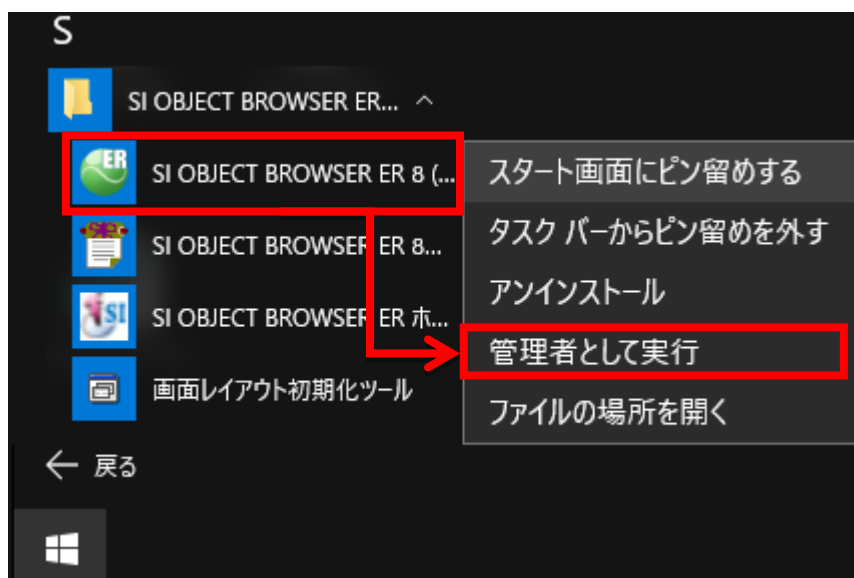 S
SI OBJECT BROWSER ER...
ER
SI OBJECT BROWSER ER 8 (...
SI OBJECT BROWSER ER 8...
SI
SI OBJECT BROWSER ER ホ...
画面レイアウト初期化ツール
戻る
スタート画面にピン留めする
タスク バーからピン留めを外す
アンインストール
管理者として実行
ファイルの場所を開く